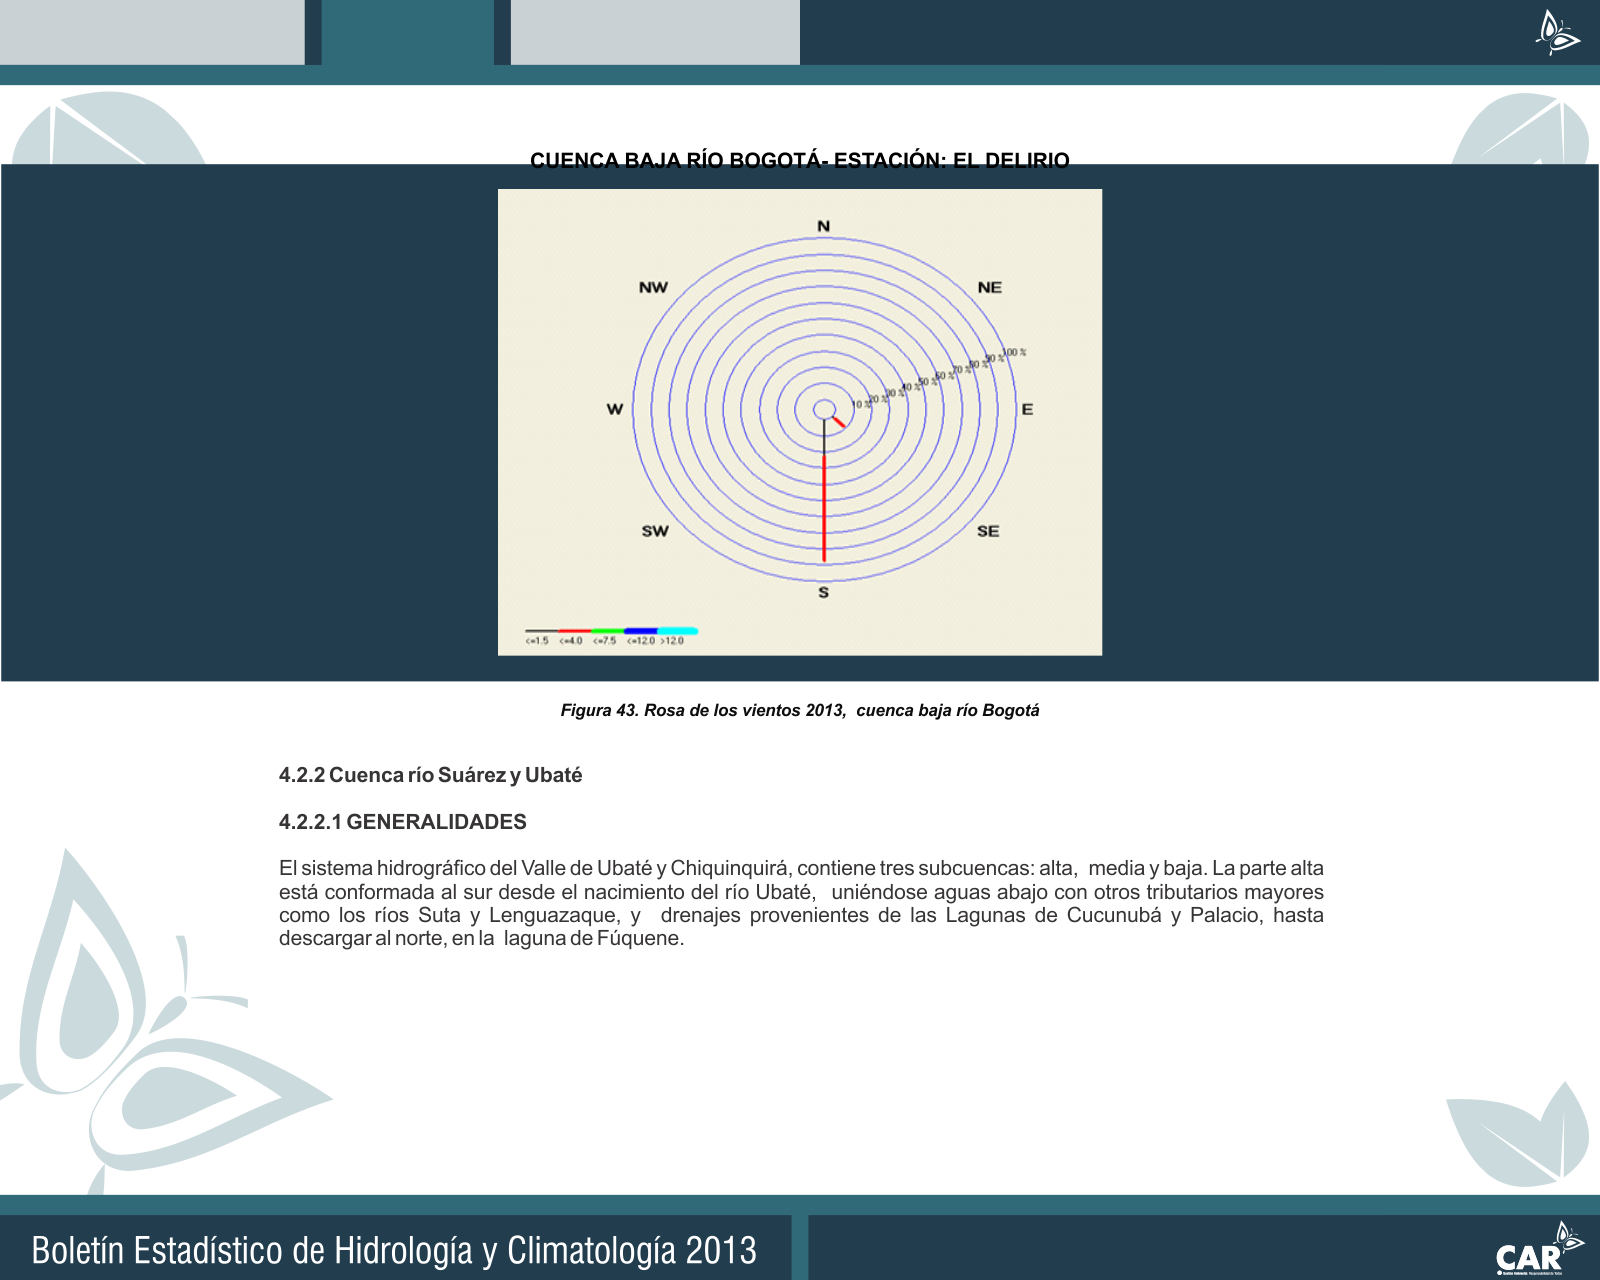 CUENCA BAJA RÍO BOGOTÁ- ESTACIÓN: EL DELIRIO
N
NW
NE
10 % 20 % 30 % 40 % 50 % 60 % 70 % 80 % 90 % 100 %
W
E
SW
SE
S
<=1.5 <=4.0 <=7.5 <=12.0 >12.0
Figura 43. Rosa de los vientos 2013, cuenca baja río Bogotá
4.2.2 Cuenca río Suárez y Ubaté
4.2.2.1 GENERALIDADES
El sistema hidrográfico del Valle de Ubaté y Chiquinquirá, contiene tres subcuencas: alta, media y baja. La parte alta
está conformada al sur desde el nacimiento del río Ubaté, uniéndose aguas abajo con otros tributarios mayores
como los ríos Suta y Lenguazaque, y drenajes provenientes de las Lagunas de Cucunubá y Palacio, hasta
descargar al norte, en la laguna de Fúquene.
Boletín Estadístico de Hidrología y Climatología 2013
CAR